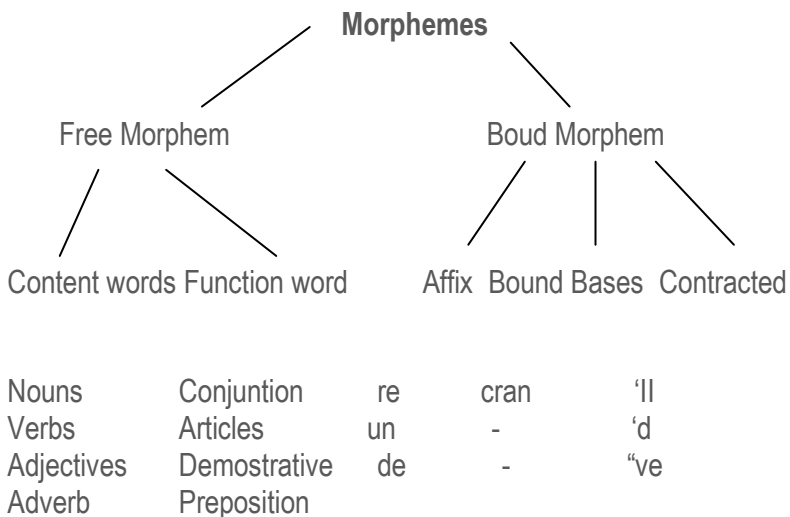 Morphemes
Free Morphem Boud Morphem
Content words Function word Affix Bound Bases Contracted
Nouns Conjuntion re cran ‘ll
Verbs Articles un - ‘d
Adjectives Demostrative de - “ve
Adverb Preposition